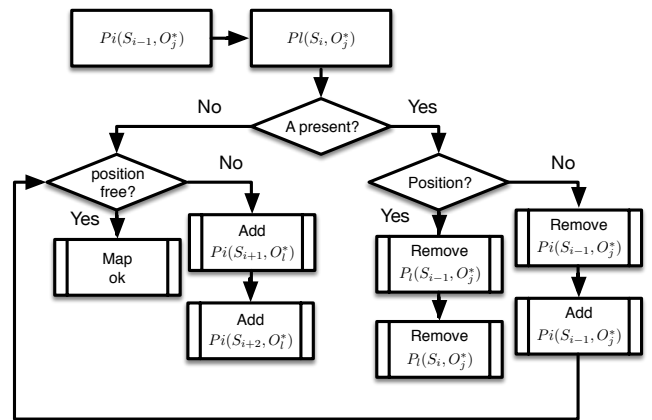 Pi(S_{i-1}, O_j^*) Pl(S_i, O_j^*)
No Yes
A present?
position free?
No
Position?
No
Yes
Yes
Map
ok
Add
Pi(S_{i+1}, O_l^*)
Add
Pi(S_{i+2}, O_l^*)
Remove
P_l(S_{i-1}, O_j^*)
Remove
P_l(S_i, O_j^*)
Remove
Pi(S_{i-1}, O_j^*)
Add
Pi(S_{i-1}, O_j^*)